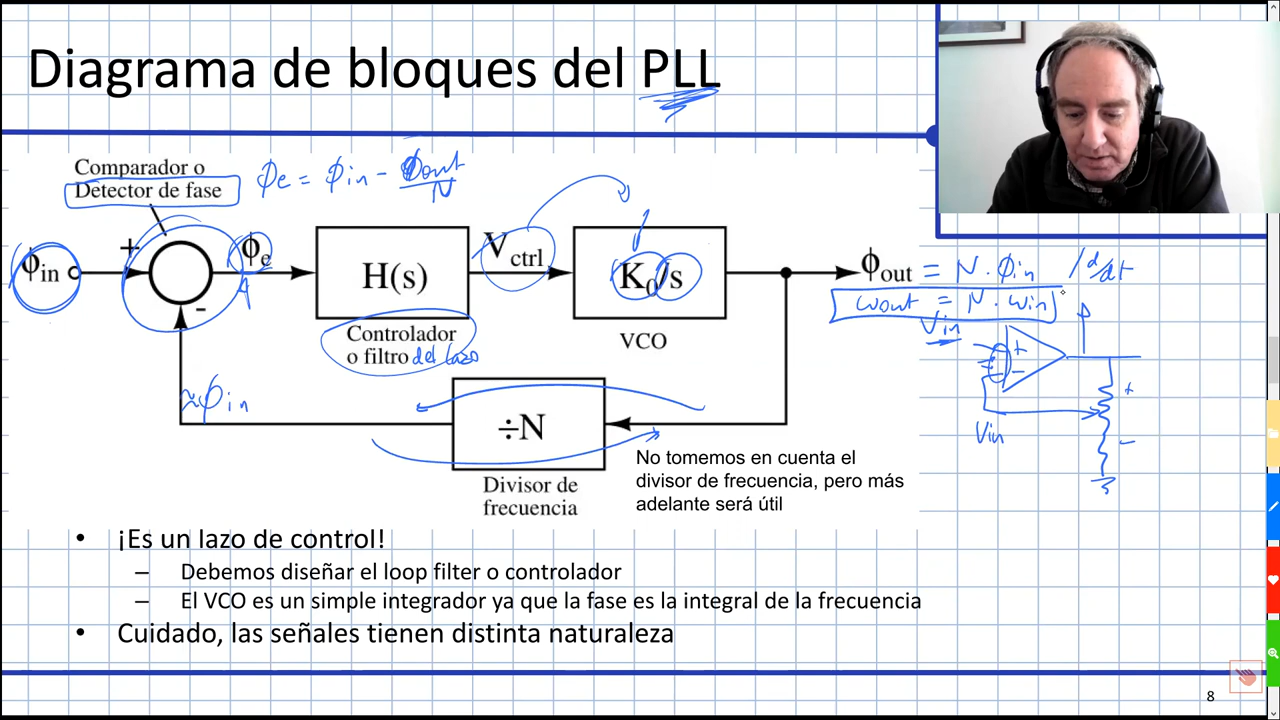 Diagrama de bloques del PLL
Comparador o
Detector de fase
ϕe = ϕin - ϕout/N
ϕin
+
-
ϕe
H(s)
Controlador
o filtro del lazo
Vctrl
K0/s
VCO
ϕout = N · ϕin /d/dt
ωout = N · ωin
Vin
+
-
+
-
Vin
≈ϕin
÷N
Divisor de
frecuencia
No tomemos en cuenta el
divisor de frecuencia, pero más
adelante será útil
• ¡Es un lazo de control!
– Debemos diseñar el loop filter o controlador
– El VCO es un simple integrador ya que la fase es la integral de la frecuencia
• Cuidado, las señales tienen distinta naturaleza
8